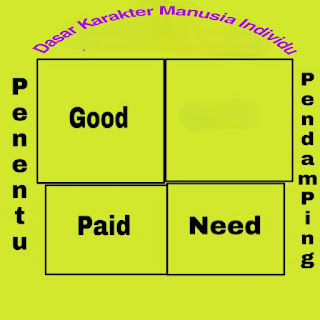 Dasar Karakter Manusia Individu
Penentu
Good
Paid
Need
PendamPing